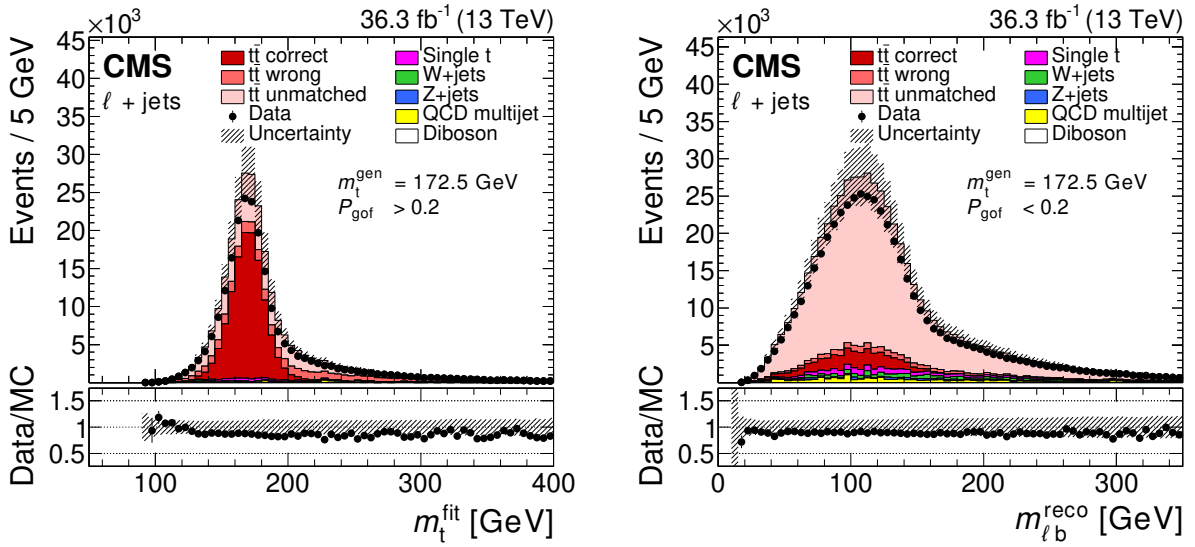 ×10³ 36.3 fb⁻¹ (13 TeV)
CMS
ℓ + jets
tt̄ correct
tt̄ wrong
tt̄ unmatched
Data
Uncertainty
Single t
W+jets
Z+jets
QCD multijet
Diboson
m_t^gen = 172.5 GeV
P_gof > 0.2
Events / 5 GeV
45
40
35
30
25
20
15
10
5
Data/MC
1.5
1
0.5
100 200 300 400
m_t^fit [GeV]
×10³ 36.3 fb⁻¹ (13 TeV)
CMS
ℓ + jets
tt̄ correct
tt̄ wrong
tt̄ unmatched
Data
Uncertainty
Single t
W+jets
Z+jets
QCD multijet
Diboson
m_t^gen = 172.5 GeV
P_gof < 0.2
Events / 5 GeV
45
40
35
30
25
20
15
10
5
Data/MC
1.5
1
0.5
0 100 200 300
m_ℓb^reco [GeV]